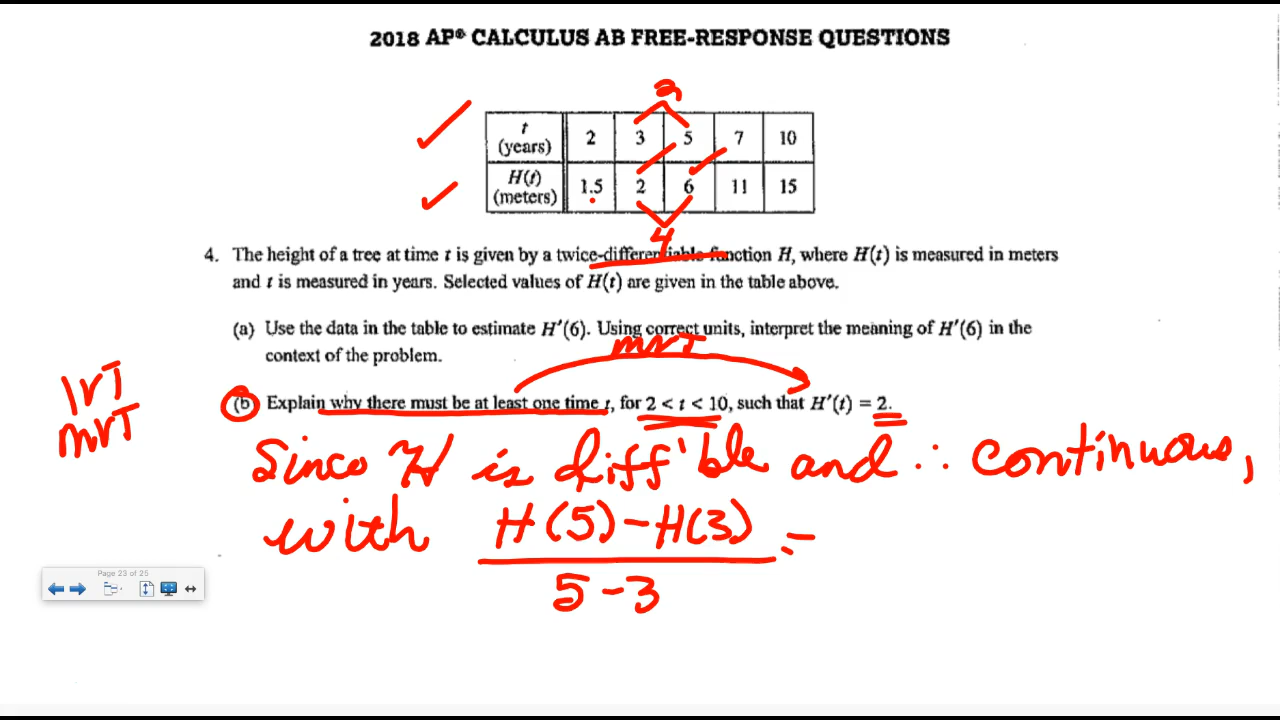 2018 AP® CALCULUS AB FREE-RESPONSE QUESTIONS
2
t (years) 2 3 5 7 10
H(t) (meters) 1.5 2 6 11 15
4
4. The height of a tree at time t is given by a twice-differentiable function H, where H(t) is measured in meters
and t is measured in years. Selected values of H(t) are given in the table above.
(a) Use the data in the table to estimate H′(6). Using correct units, interpret the meaning of H′(6) in the
context of the problem.
MVT
IVT
MVT
(b) Explain why there must be at least one time t, for 2 < t < 10, such that H′(t) = 2.
Since H is diff'ble and ∴ continuous,
with H(5) - H(3) =
5 - 3
Page 23 of 25